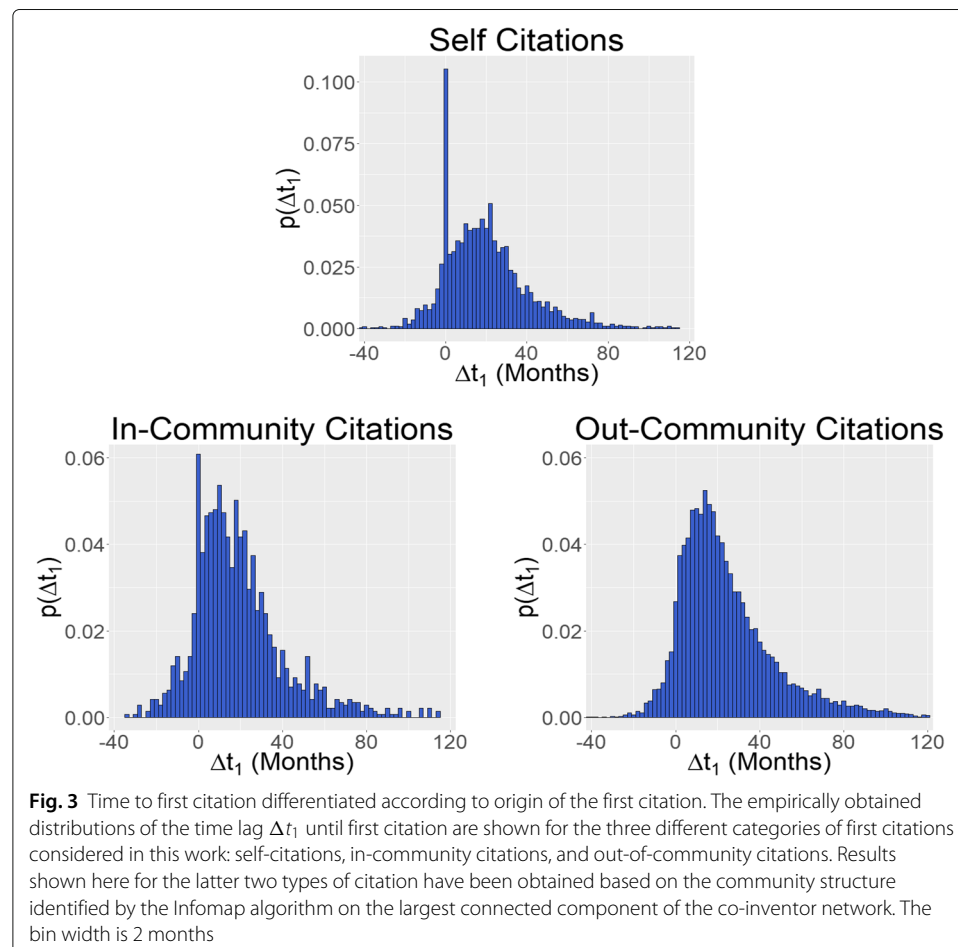 Self Citations
0.100
0.075
0.050
0.025
0.000
p(Δt1)
-40 0 40 80 120
Δt1 (Months)
In-Community Citations
0.06
0.04
0.02
0.00
p(Δt1)
-40 0 40 80 120
Δt1 (Months)
Out-Community Citations
0.06
0.04
0.02
0.00
p(Δt1)
-40 0 40 80 120
Δt1 (Months)
Fig. 3 Time to first citation differentiated according to origin of the first citation. The empirically obtained
distributions of the time lag Δt1 until first citation are shown for the three different categories of first citations
considered in this work: self-citations, in-community citations, and out-of-community citations. Results
shown here for the latter two types of citation have been obtained based on the community structure
identified by the Infomap algorithm on the largest connected component of the co-inventor network. The
bin width is 2 months